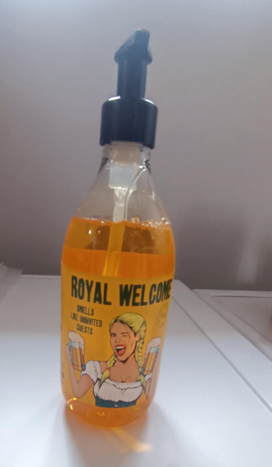 ROYAL WELCOME
SMELLS
LIKE UNINVITED
GUESTS